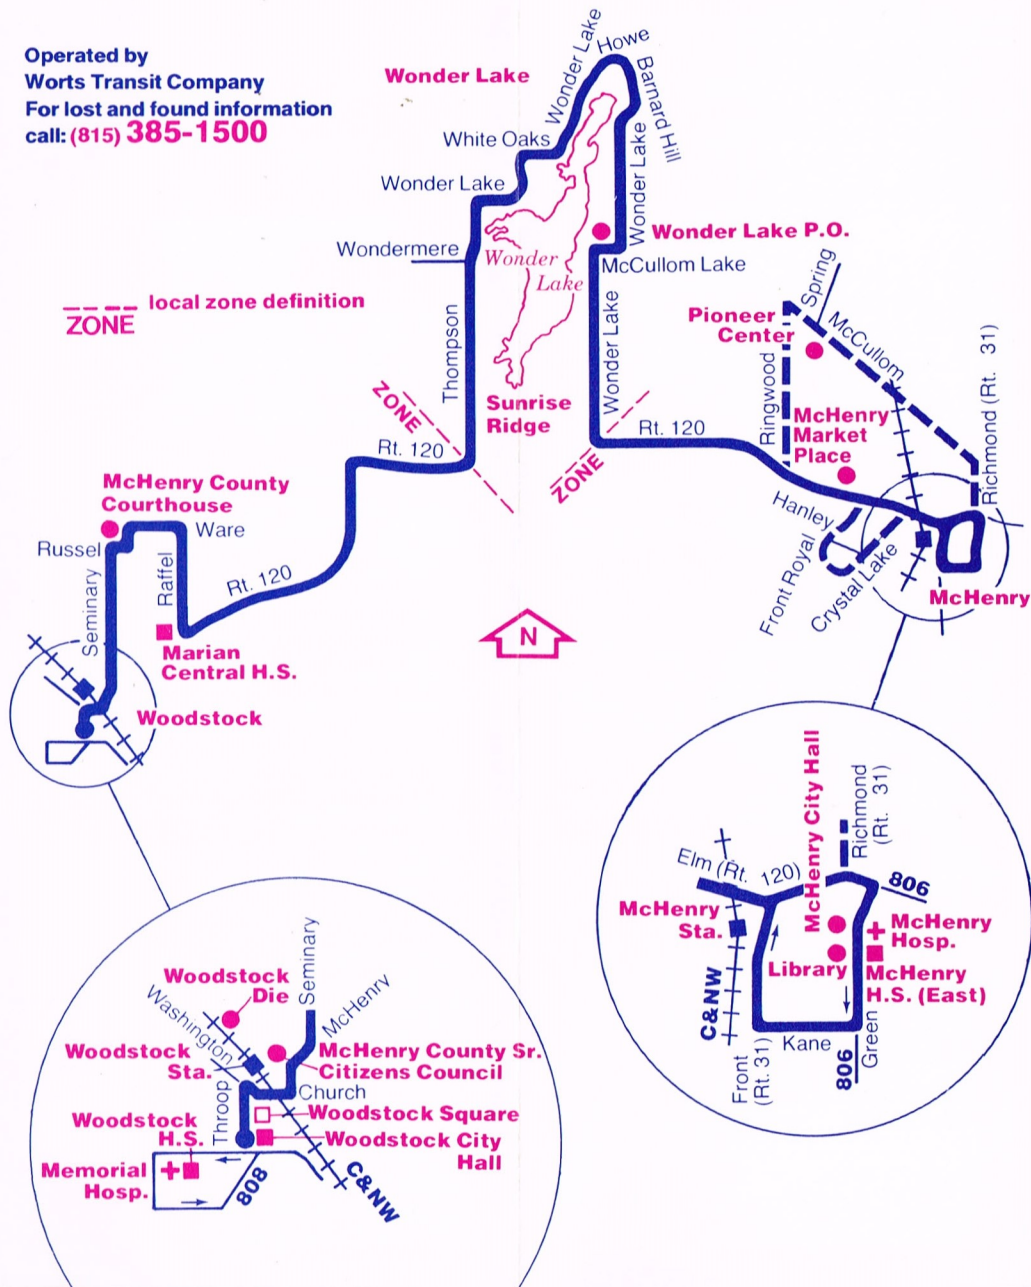 Operated by
Worts Transit Company
For lost and found information
call: (815) 385-1500
Wonder Lake
Wonder Lake
Howe
Barnard Hill
White Oaks
Wonder Lake
Wonder Lake
Wondermere
Wonder
Lake
Wonder Lake P.O.
McCullom Lake
ZONE
local zone definition
Thompson
Wonder Lake
Sunrise
Ridge
ZONE
ZONE
Rt. 120
Rt. 120
Pioneer
Center
Spring
McCullom
Ringwood
McHenry
Market
Place
Richmond (Rt. 31)
Hanley
Front Royal
Crystal Lake
McHenry
McHenry County
Courthouse
Russel
Ware
Seminary
Raffel
Rt. 120
Marian
Central H.S.
Woodstock
N
McHenry City Hall
Richmond
(Rt. 31)
Elm (Rt. 120)
806
McHenry
Sta.
McHenry
Hosp.
Library
McHenry
H.S. (East)
C&NW
Front
(Rt. 31)
Kane
806
Green
Woodstock
Die
Seminary
McHenry
Washington
Woodstock
Sta.
McHenry County Sr.
Citizens Council
Church
Throop
Woodstock Square
Woodstock
H.S.
Woodstock City
Hall
Memorial
Hosp.
808
C&NW